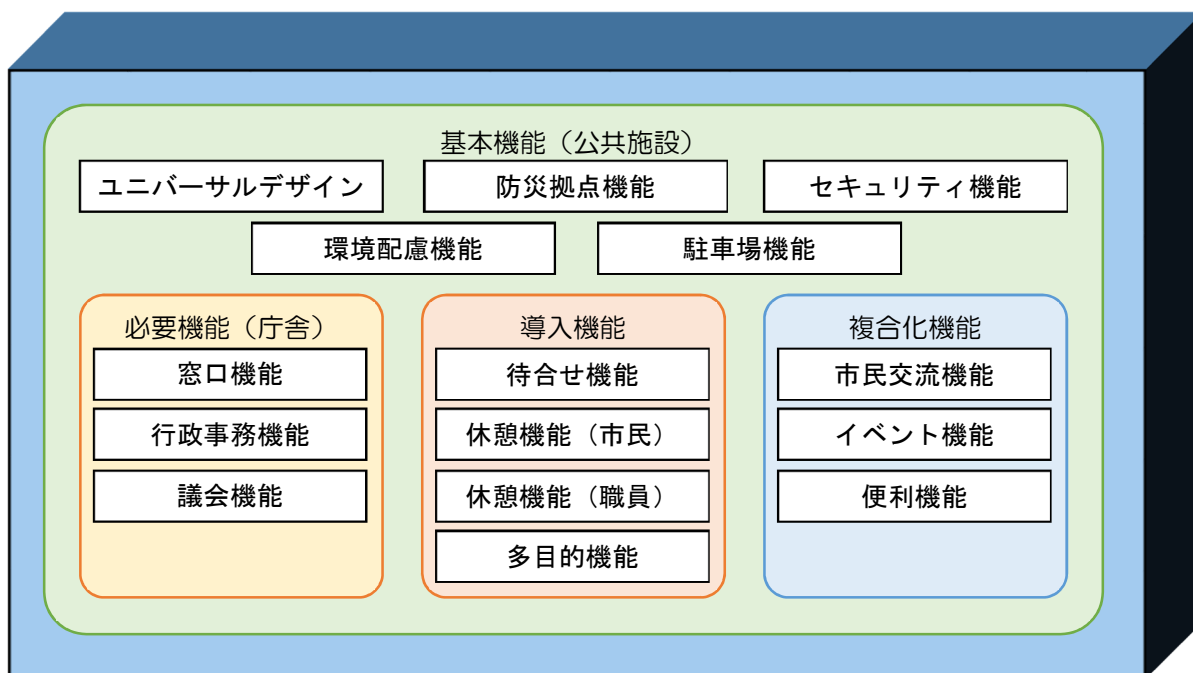 基本機能（公共施設）
ユニバーサルデザイン
防災拠点機能
セキュリティ機能
環境配慮機能
駐車場機能
必要機能（庁舎）
窓口機能
行政事務機能
議会機能
導入機能
待合せ機能
休憩機能（市民）
休憩機能（職員）
多目的機能
複合化機能
市民交流機能
イベント機能
便利機能